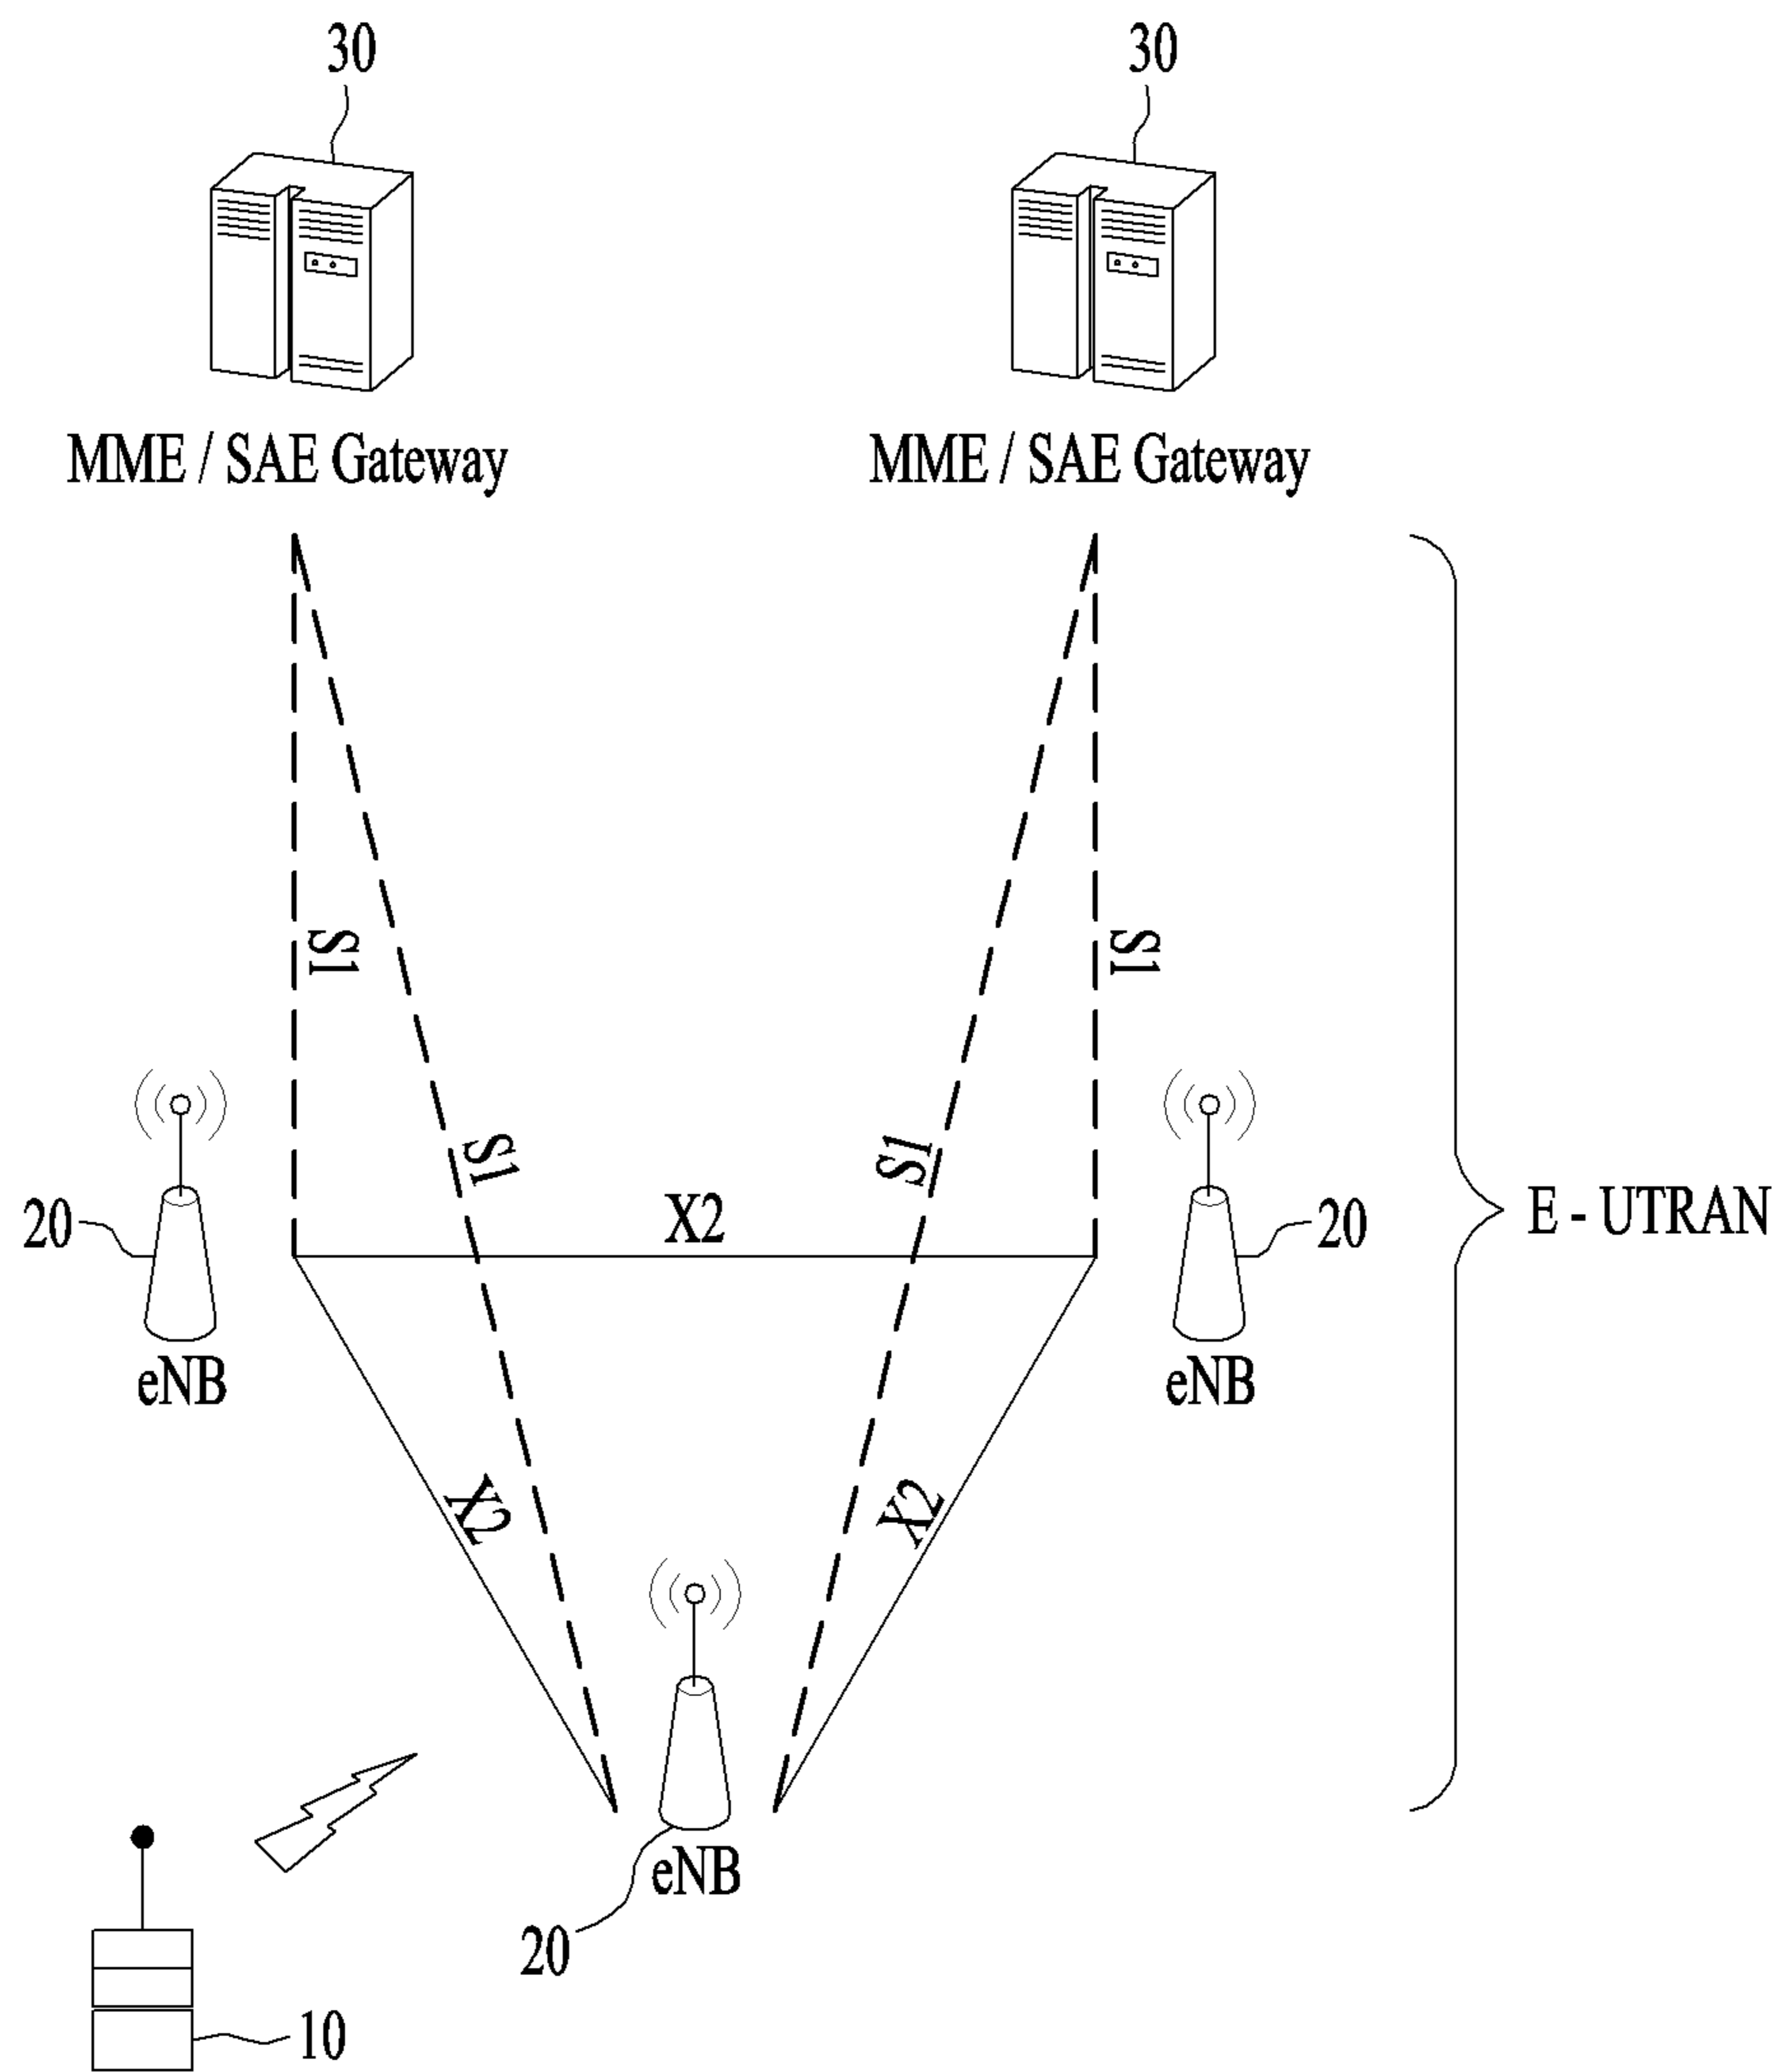 30
30
MME / SAE Gateway
MME / SAE Gateway
S1
S1
S1
S1
X2
20
20
E - UTRAN
eNB
eNB
X2
X2
eNB
20
10